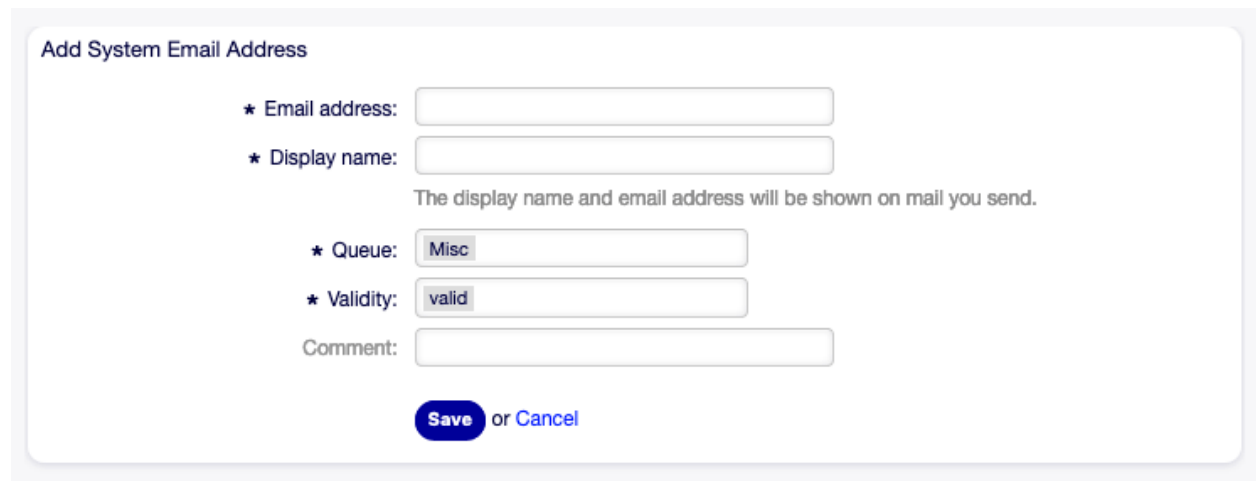 Add System Email Address
★ Email address:
★ Display name:
The display name and email address will be shown on mail you send.
★ Queue: Misc
★ Validity: valid
Comment:
Save or Cancel